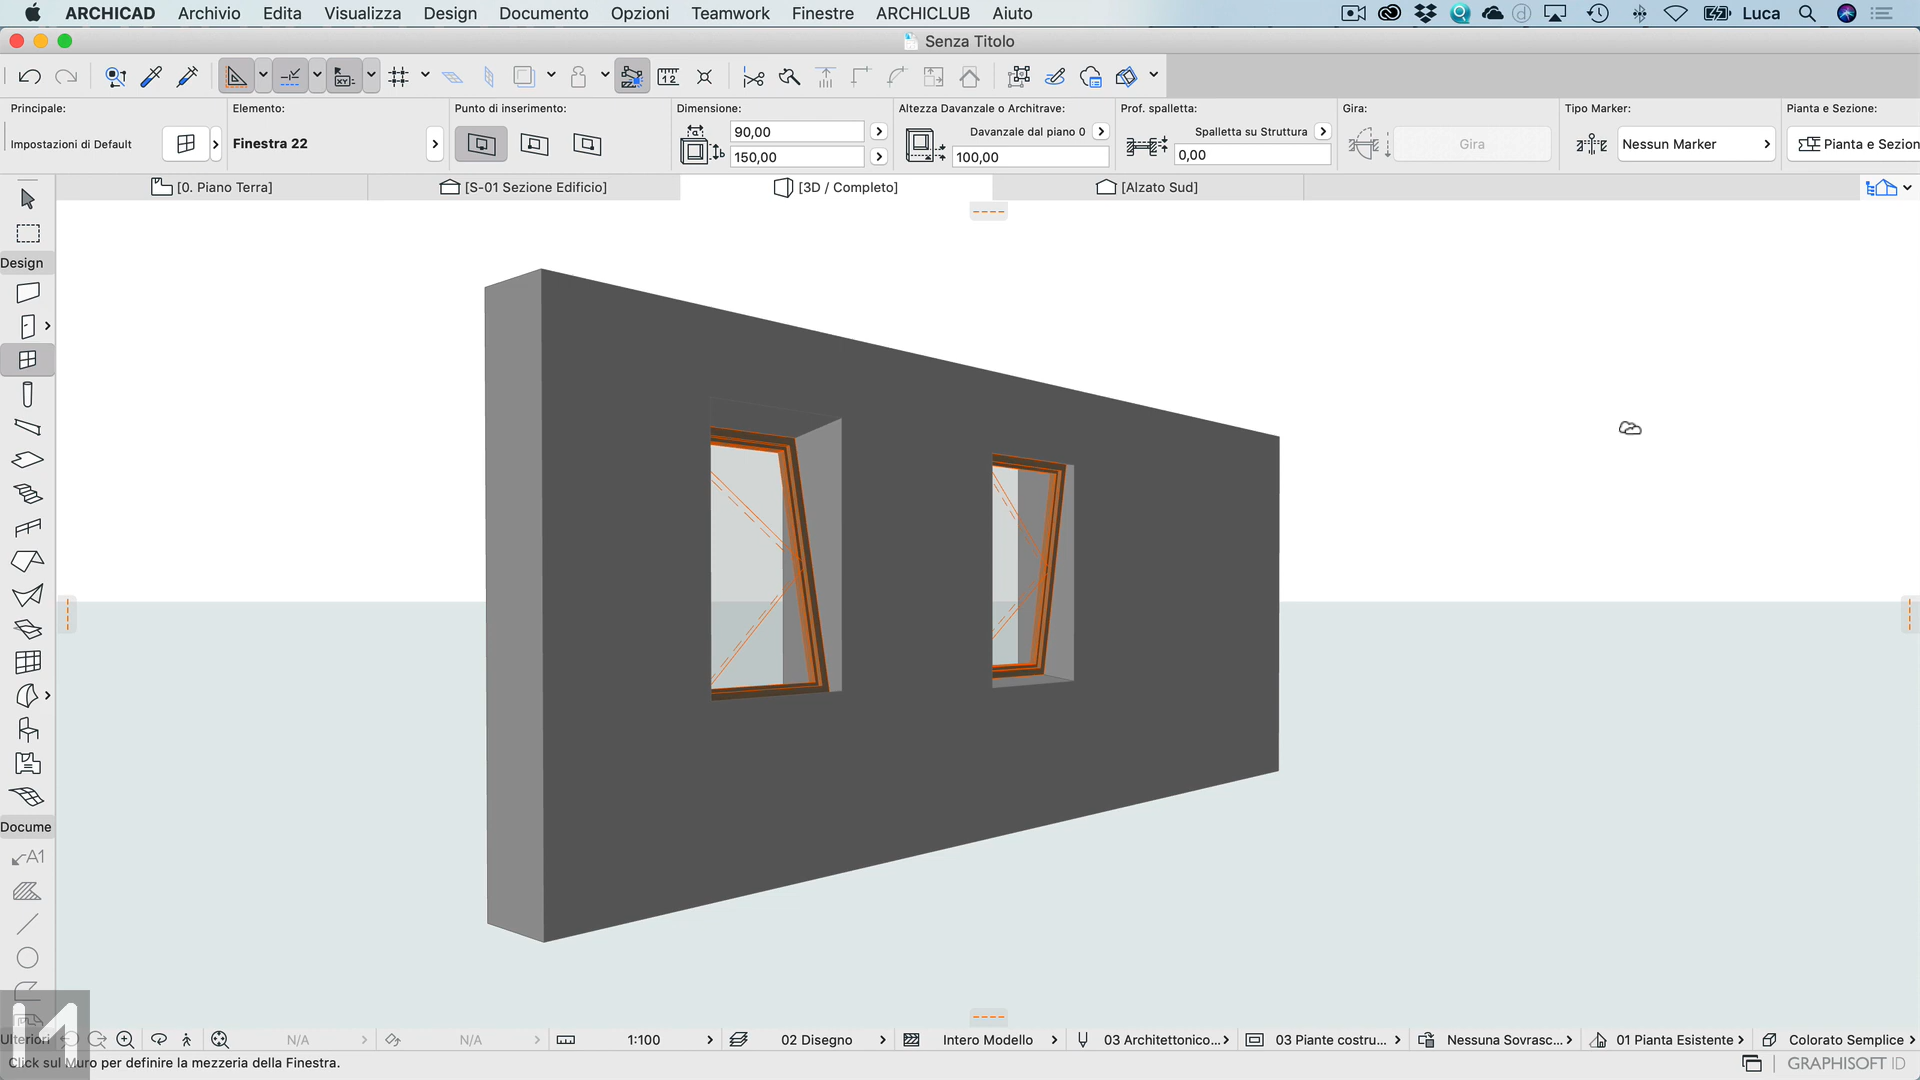 ARCHICAD Archivio Edita Visualizza Design Documento Opzioni Teamwork Finestre ARCHICLUB Aiuto Luca
Senza Titolo
Principale: Elemento: Punto di inserimento: Dimensione: Altezza Davanzale o Architrave: Prof. spalletta: Gira: Tipo Marker: Pianta e Sezione:
90,00 Davanzale dal piano 0 Spalletta su Struttura
Impostazioni di Default Finestra 22 Gira Nessun Marker Pianta e Sezion
150,00 100,00 0,00
[0. Piano Terra] [S-01 Sezione Edificio] [3D / Completo] [Alzato Sud]
Design
Docume
A1
Ulteriori N/A N/A 1:100 02 Disegno Intero Modello 03 Architettonico... 03 Piante costru... Nessuna Sovrasc... 01 Pianta Esistente Colorato Semplice
Click sul Muro per definire la mezzeria della Finestra. GRAPHISOFT ID